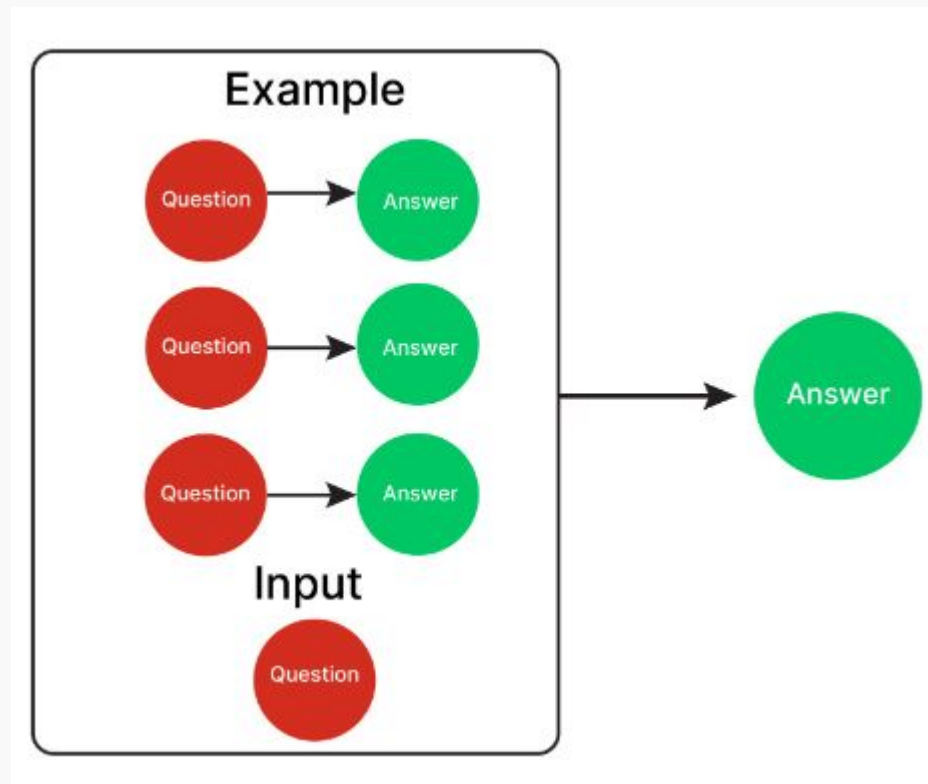 Example
Question
Answer
Question
Answer
Question
Answer
Input
Question
Answer